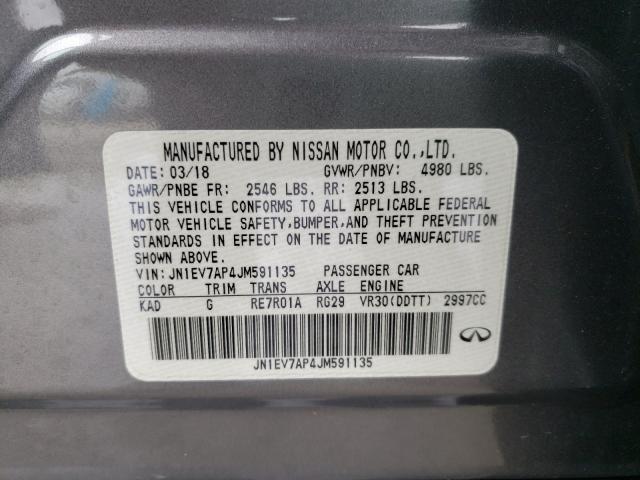 MANUFACTURED BY NISSAN MOTOR CO.,LTD.
DATE: 03/18 GVWR/PNBV: 4980 LBS.
GAWR/PNBE FR: 2546 LBS. RR: 2513 LBS.
THIS VEHICLE CONFORMS TO ALL APPLICABLE FEDERAL
MOTOR VEHICLE SAFETY,BUMPER,AND THEFT PREVENTION
STANDARDS IN EFFECT ON THE DATE OF MANUFACTURE
SHOWN ABOVE.
VIN: JN1EV7AP4JM591135 PASSENGER CAR
COLOR TRIM TRANS AXLE ENGINE
KAD G RE7R01A RG29 VR30(DDTT) 2997CC
JN1EV7AP4JM591135